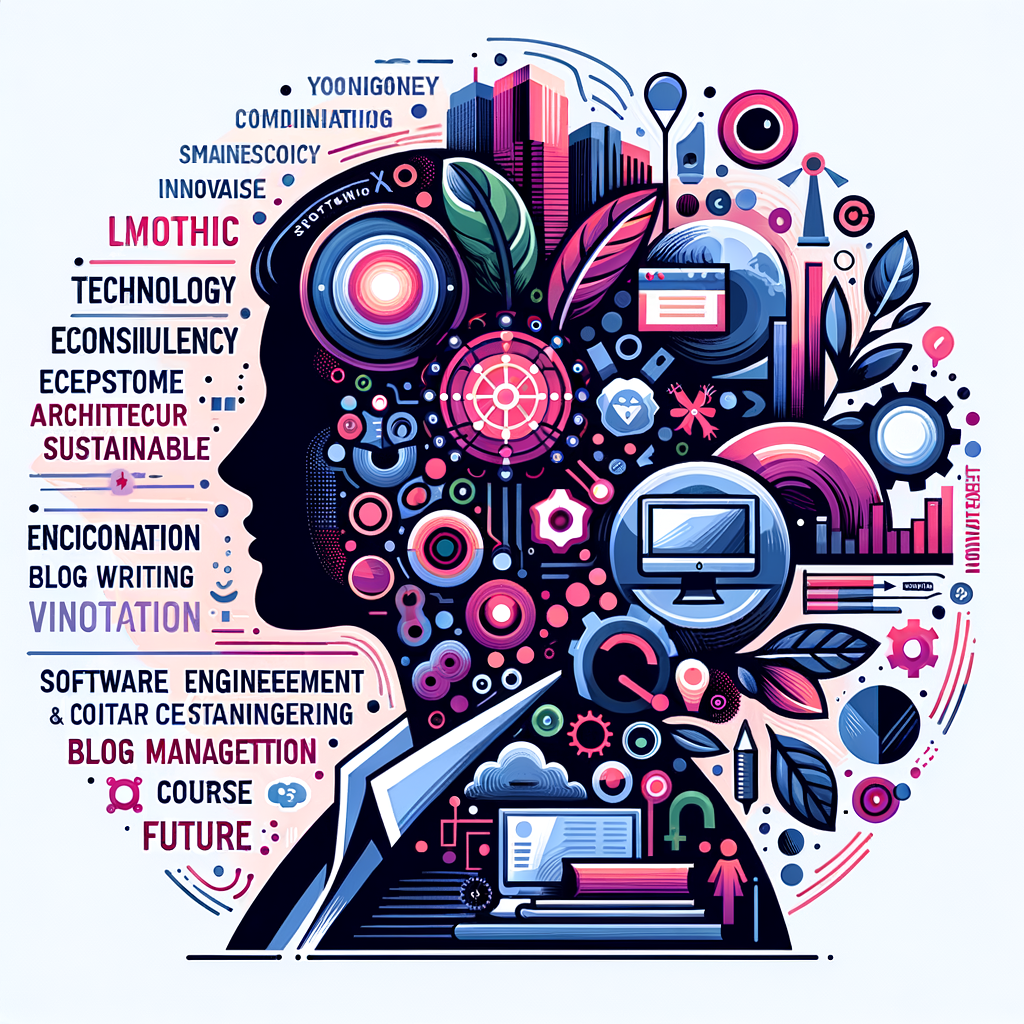 YOONIGONEY
COMDIINIATIIJG
SMAINESCOICY
INNOVAISE
LMOTHIC
TECHNOLOGY
ECONSIIULENCY
ECEPSTOME
ARCHITTECUR
SUSTAINABLE
ENCICONATION
BLOG WRITING
VINOTATION
SOFTWARE ENGINEEEMENT
& COITAR CESTANINGERING
BLOG MANAGETTION
COURSE
FUTURE